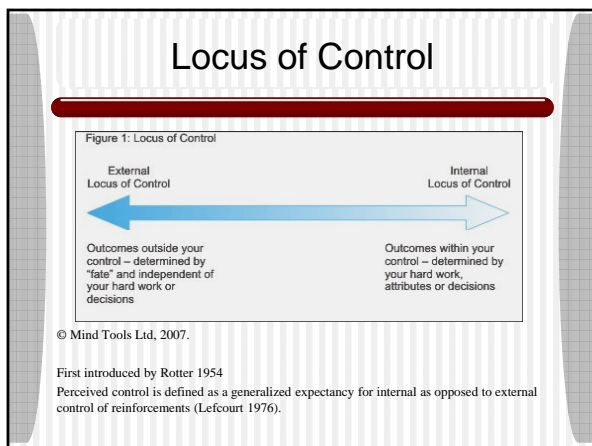 Locus of Control
Figure 1: Locus of Control
External
Locus of Control
Internal
Locus of Control
Outcomes outside your
control – determined by
"fate" and independent of
your hard work or
decisions
Outcomes within your
control – determined by
your hard work,
attributes or decisions
© Mind Tools Ltd, 2007.
First introduced by Rotter 1954
Perceived control is defined as a generalized expectancy for internal as opposed to external
control of reinforcements (Lefcourt 1976).